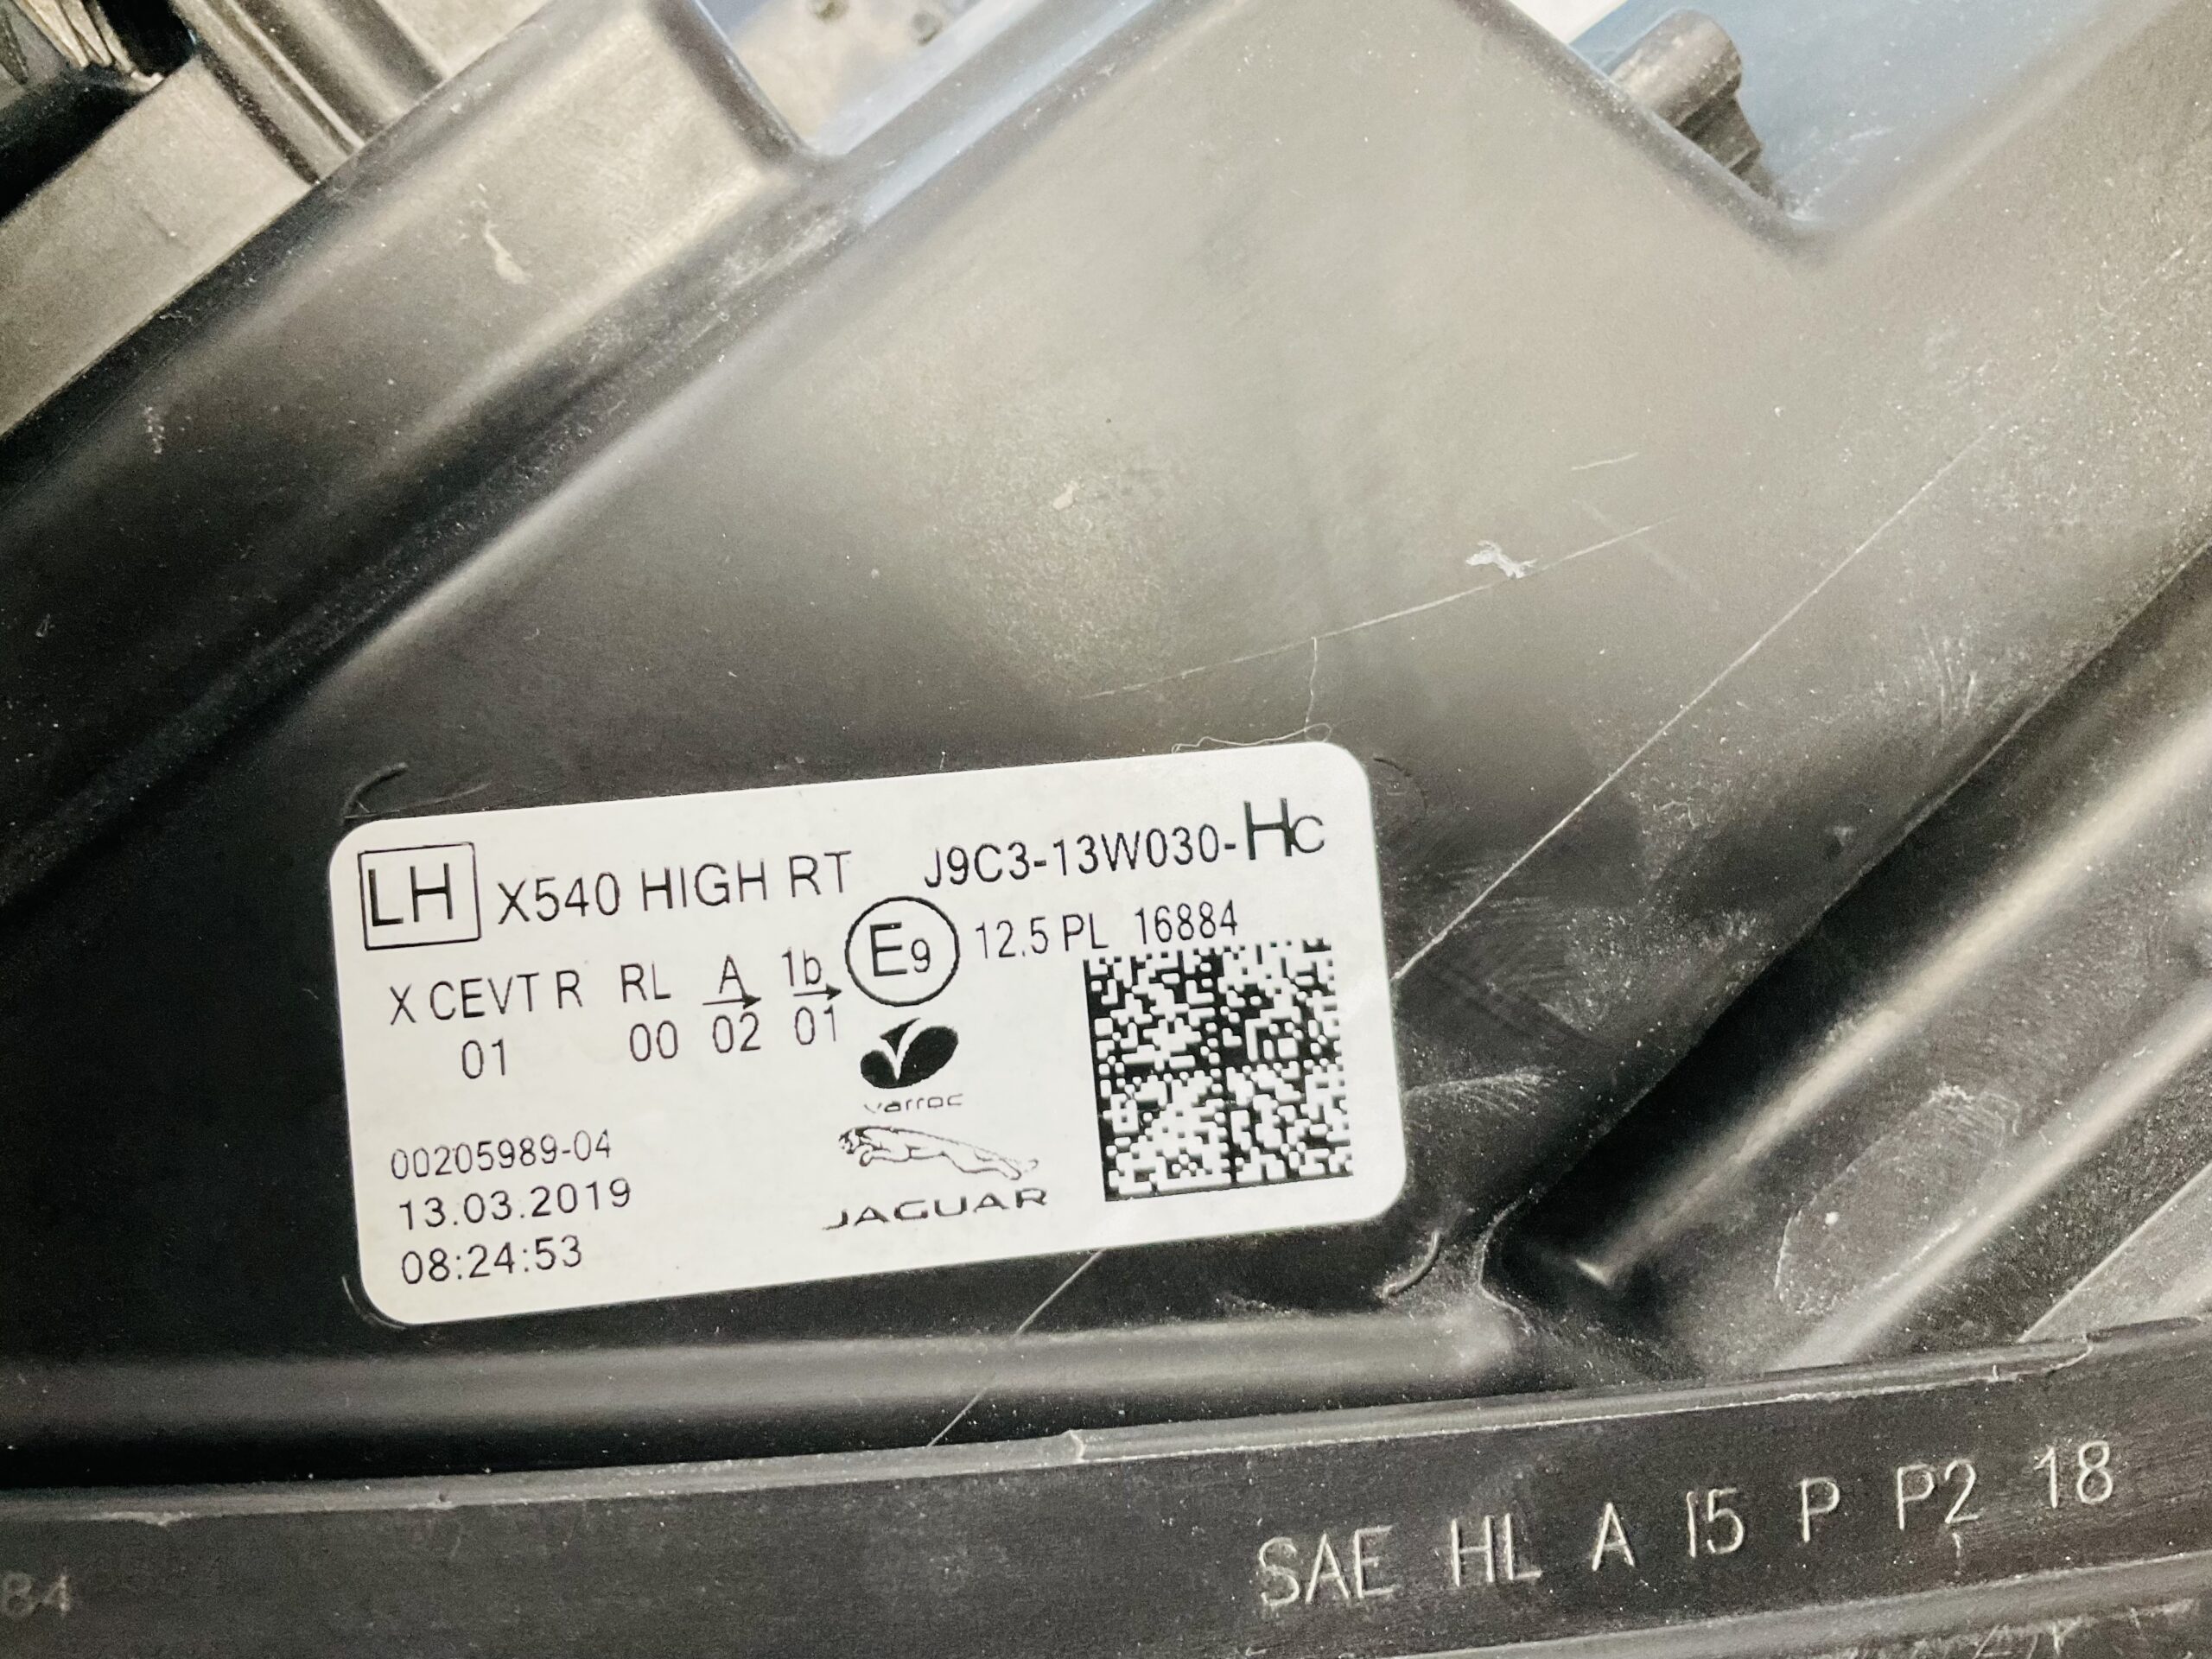 LH X540 HIGH RT J9C3-13W030-HC
X CEVT R RL A 1b E9 12.5 PL 16884
01 00 02 01
varroc
00205989-04
13.03.2019
08:24:53
JAGUAR
SAE HL A I5 P P2 18
84